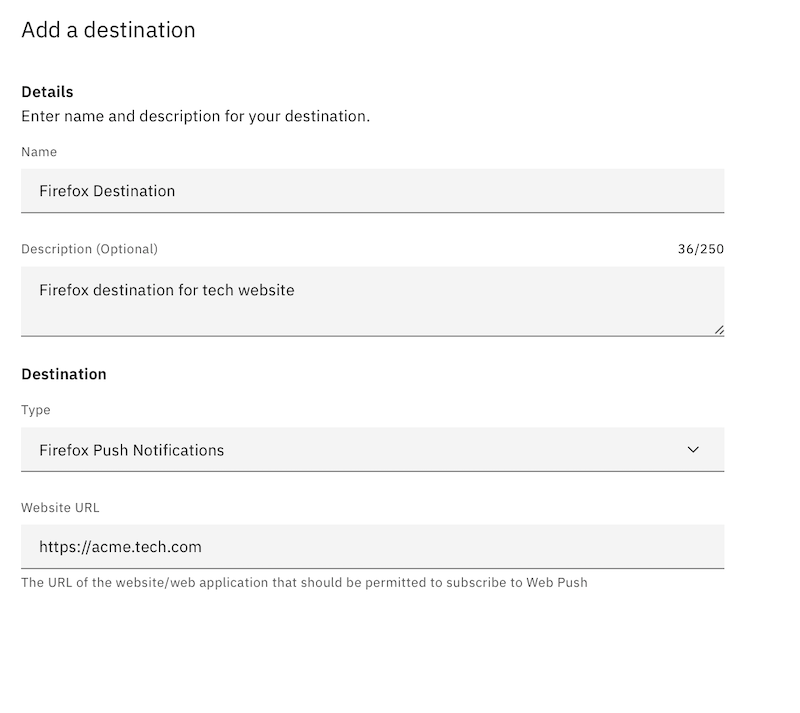 Add a destination
Details
Enter name and description for your destination.
Name
Firefox Destination
Description (Optional) 36/250
Firefox destination for tech website
Destination
Type
Firefox Push Notifications
Website URL
https://acme.tech.com
The URL of the website/web application that should be permitted to subscribe to Web Push